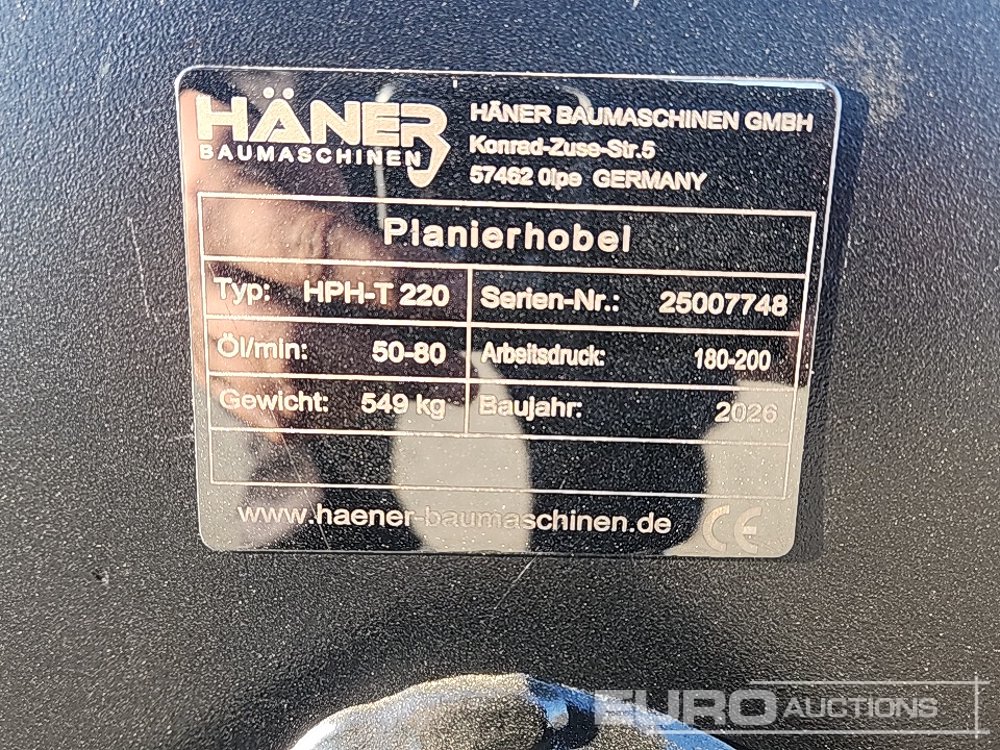 HÄNER
BAUMASCHINEN
HÄNER BAUMASCHINEN GMBH
Konrad-Zuse-Str.5
57462 Olpe GERMANY
Planierhobel
Typ: HPH-T 220 Serien-Nr.: 25007748
Öl/min: 50-80 Arbeitsdruck: 180-200
Gewicht: 549 kg Baujahr: 2026
www.haener-baumaschinen.de CE
EURO AUCTIONS